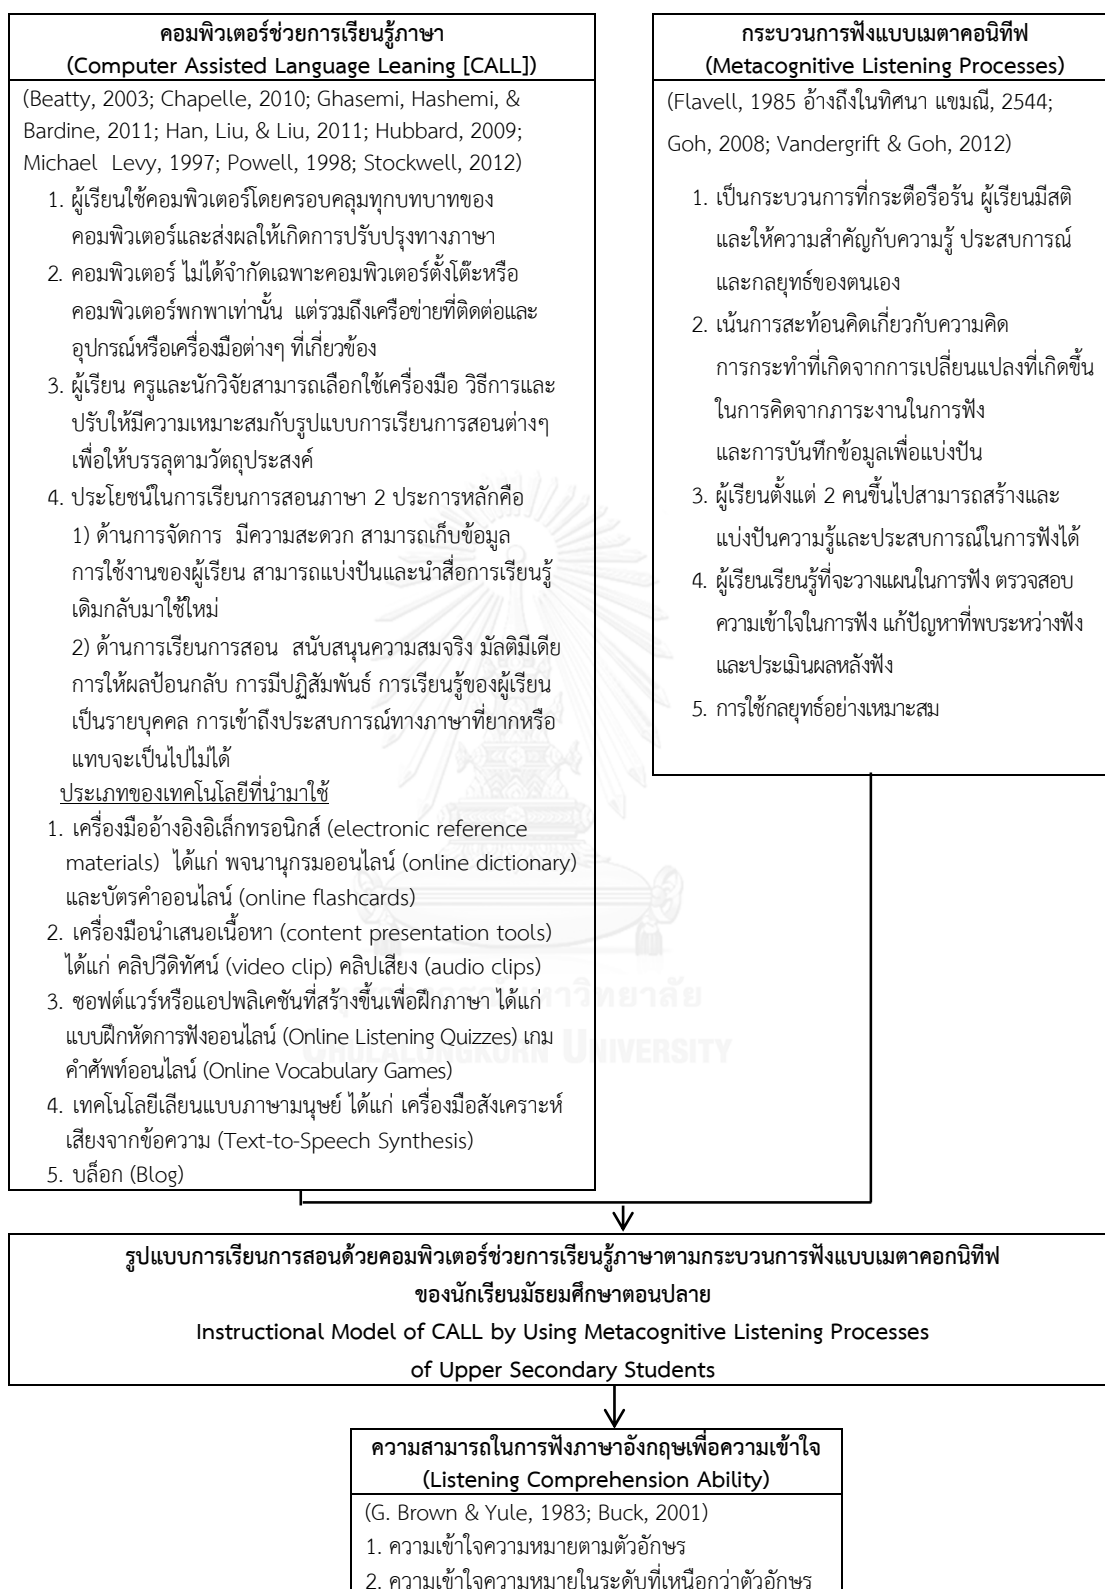 คอมพิวเตอร์ช่วยการเรียนรู้ภาษา
(Computer Assisted Language Leaning [CALL])
(Beatty, 2003; Chapelle, 2010; Ghasemi, Hashemi, &
Bardine, 2011; Han, Liu, & Liu, 2011; Hubbard, 2009;
Michael Levy, 1997; Powell, 1998; Stockwell, 2012)
1. ผู้เรียนใช้คอมพิวเตอร์โดยครอบคลุมทุกบทบาทของ
คอมพิวเตอร์และส่งผลให้เกิดการปรับปรุงทางภาษา
2. คอมพิวเตอร์ ไม่ได้จำกัดเฉพาะคอมพิวเตอร์ตั้งโต๊ะหรือ
คอมพิวเตอร์พกพาเท่านั้น แต่รวมถึงเครือข่ายที่ติดต่อและ
อุปกรณ์หรือเครื่องมือต่างๆ ที่เกี่ยวข้อง
3. ผู้เรียน ครูและนักวิจัยสามารถเลือกใช้เครื่องมือ วิธีการและ
ปรับให้มีความเหมาะสมกับรูปแบบการเรียนการสอนต่างๆ
เพื่อให้บรรลุตามวัตถุประสงค์
4. ประโยชน์ในการเรียนการสอนภาษา 2 ประการหลักคือ
1) ด้านการจัดการ มีความสะดวก สามารถเก็บข้อมูล
การใช้งานของผู้เรียน สามารถแบ่งปันและนำสื่อการเรียนรู้
เดิมกลับมาใช้ใหม่
2) ด้านการเรียนการสอน สนับสนุนความสมจริง มัลติมีเดีย
การให้ผลป้อนกลับ การมีปฏิสัมพันธ์ การเรียนรู้ของผู้เรียน
เป็นรายบุคคล การเข้าถึงประสบการณ์ทางภาษาที่ยากหรือ
แทบจะเป็นไปไม่ได้
ประเภทของเทคโนโลยีที่นำมาใช้
1. เครื่องมืออ้างอิงอิเล็กทรอนิกส์ (electronic reference
materials) ได้แก่ พจนานุกรมออนไลน์ (online dictionary)
และบัตรคำออนไลน์ (online flashcards)
2. เครื่องมือนำเสนอเนื้อหา (content presentation tools)
ได้แก่ คลิปวีดิทัศน์ (video clip) คลิปเสียง (audio clips)
3. ซอฟต์แวร์หรือแอปพลิเคชันที่สร้างขึ้นเพื่อฝึกภาษา ได้แก่
แบบฝึกหัดการฟังออนไลน์ (Online Listening Quizzes) เกม
คำศัพท์ออนไลน์ (Online Vocabulary Games)
4. เทคโนโลยีเลียนแบบภาษามนุษย์ ได้แก่ เครื่องมือสังเคราะห์
เสียงจากข้อความ (Text-to-Speech Synthesis)
5. บล็อก (Blog)
กระบวนการฟังแบบเมตาคอนิทีฟ
(Metacognitive Listening Processes)
(Flavell, 1985 อ้างถึงในทิศนา แขมณี, 2544;
Goh, 2008; Vandergrift & Goh, 2012)
1. เป็นกระบวนการที่กระตือรือร้น ผู้เรียนมีสติ
และให้ความสำคัญกับความรู้ ประสบการณ์
และกลยุทธ์ของตนเอง
2. เน้นการสะท้อนคิดเกี่ยวกับความคิด
การกระทำที่เกิดจากการเปลี่ยนแปลงที่เกิดขึ้น
ในการคิดจากภาระงานในการฟัง
และการบันทึกข้อมูลเพื่อแบ่งปัน
3. ผู้เรียนตั้งแต่ 2 คนขึ้นไปสามารถสร้างและ
แบ่งปันความรู้และประสบการณ์ในการฟังได้
4. ผู้เรียนเรียนรู้ที่จะวางแผนในการฟัง ตรวจสอบ
ความเข้าใจในการฟัง แก้ปัญหาที่พบระหว่างฟัง
และประเมินผลหลังฟัง
5. การใช้กลยุทธ์อย่างเหมาะสม
CHULALONGKORN UNIVERSITY
รูปแบบการเรียนการสอนด้วยคอมพิวเตอร์ช่วยการเรียนรู้ภาษาตามกระบวนการฟังแบบเมตาคอกนิทีฟ
ของนักเรียนมัธยมศึกษาตอนปลาย
Instructional Model of CALL by Using Metacognitive Listening Processes
of Upper Secondary Students
ความสามารถในการฟังภาษาอังกฤษเพื่อความเข้าใจ
(Listening Comprehension Ability)
(G. Brown & Yule, 1983; Buck, 2001)
1. ความเข้าใจความหมายตามตัวอักษร
2. ความเข้าใจความหมายในระดับที่เหนือกว่าตัวอักษร